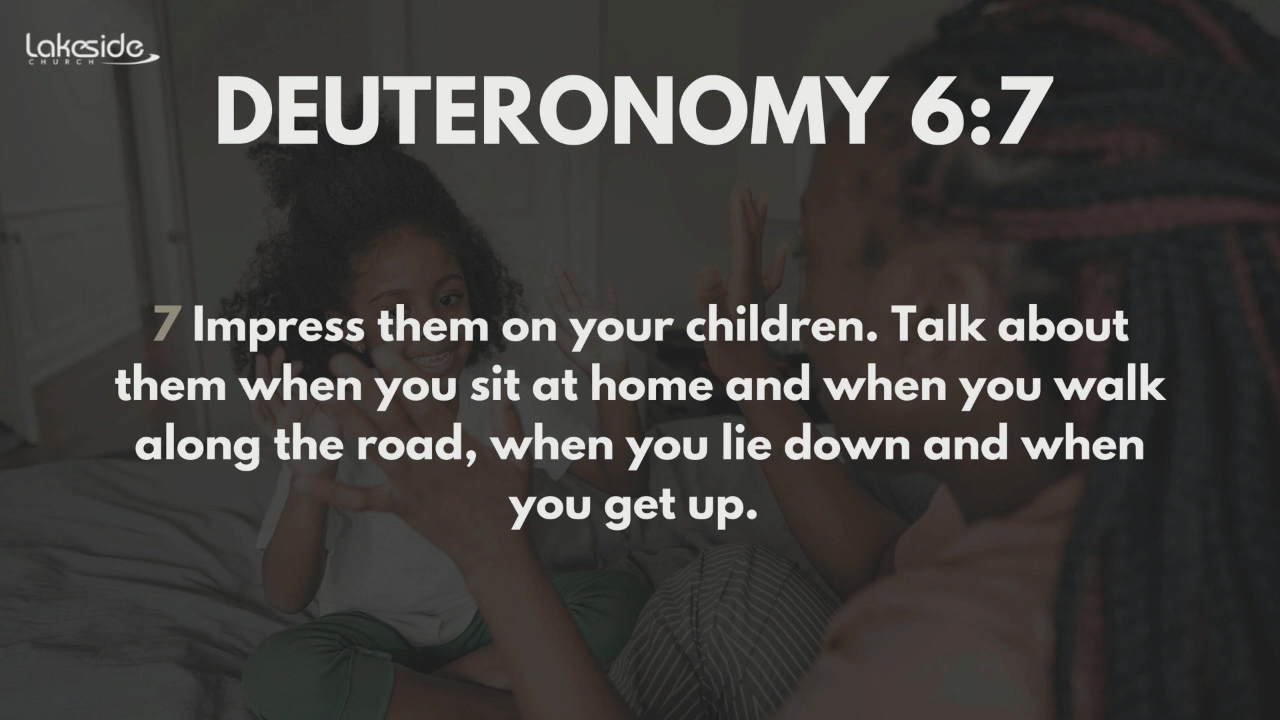 Lakeside
CHURCH
DEUTERONOMY 6:7
7 Impress them on your children. Talk about
them when you sit at home and when you walk
along the road, when you lie down and when
you get up.